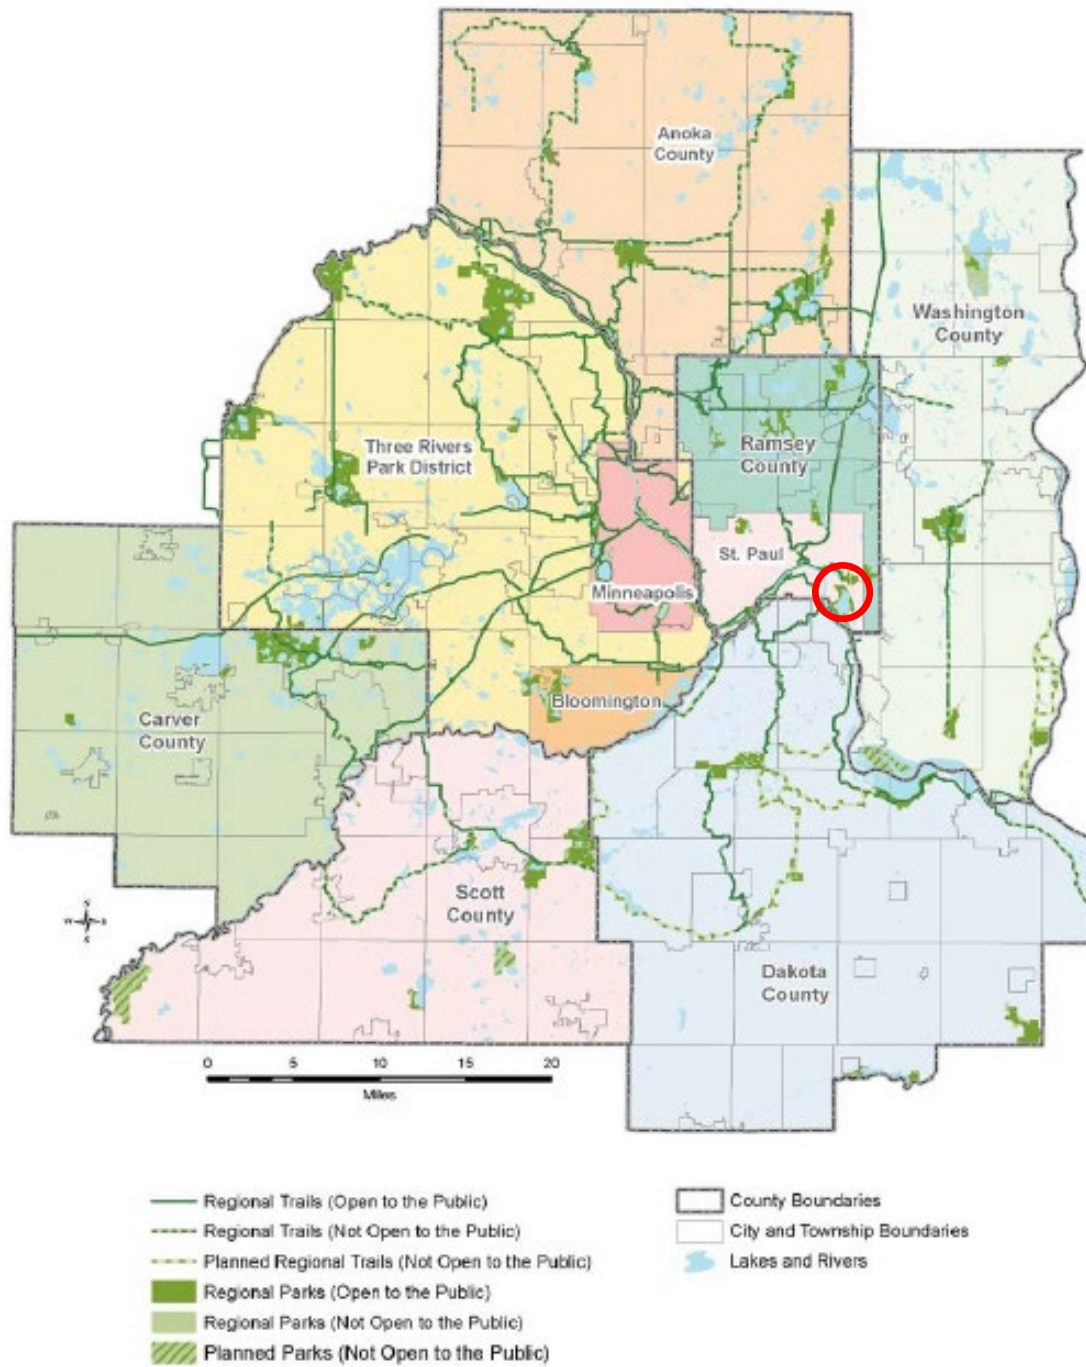 Anoka
County
Washington
County
Three Rivers
Park District
Ramsey
County
St. Paul
Minneapolis
Bloomington
Carver
County
Scott
County
Dakota
County
0 5 10 15 20
Miles
Regional Trails (Open to the Public)
Regional Trails (Not Open to the Public)
Planned Regional Trails (Not Open to the Public)
Regional Parks (Open to the Public)
Regional Parks (Not Open to the Public)
Planned Parks (Not Open to the Public)
County Boundaries
City and Township Boundaries
Lakes and Rivers